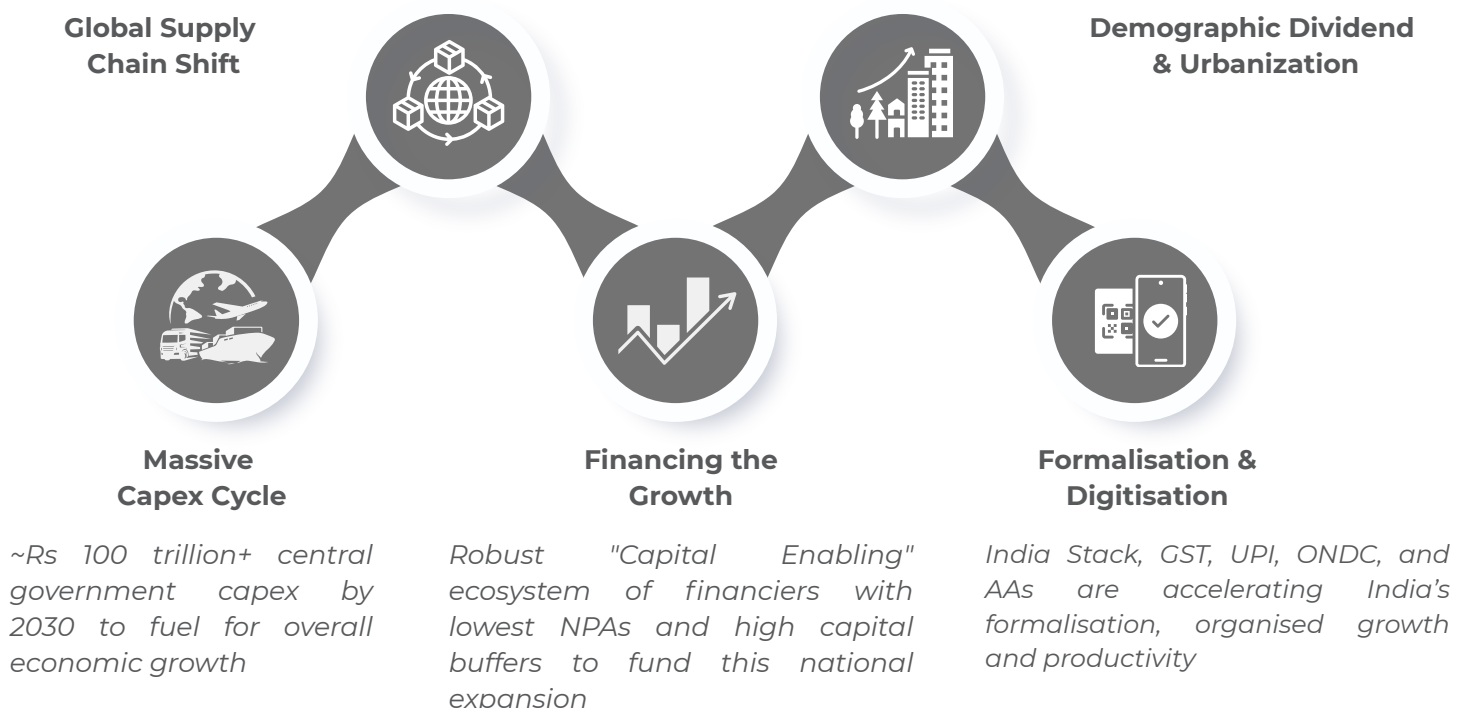 Global Supply
Chain Shift
Demographic Dividend
& Urbanization
Massive
Capex Cycle
~Rs 100 trillion+ central
government capex by
2030 to fuel for overall
economic growth
Financing the
Growth
Robust "Capital Enabling"
ecosystem of financiers with
lowest NPAs and high capital
buffers to fund this national
expansion
Formalisation &
Digitisation
India Stack, GST, UPI, ONDC, and
AAs are accelerating India’s
formalisation, organised growth
and productivity